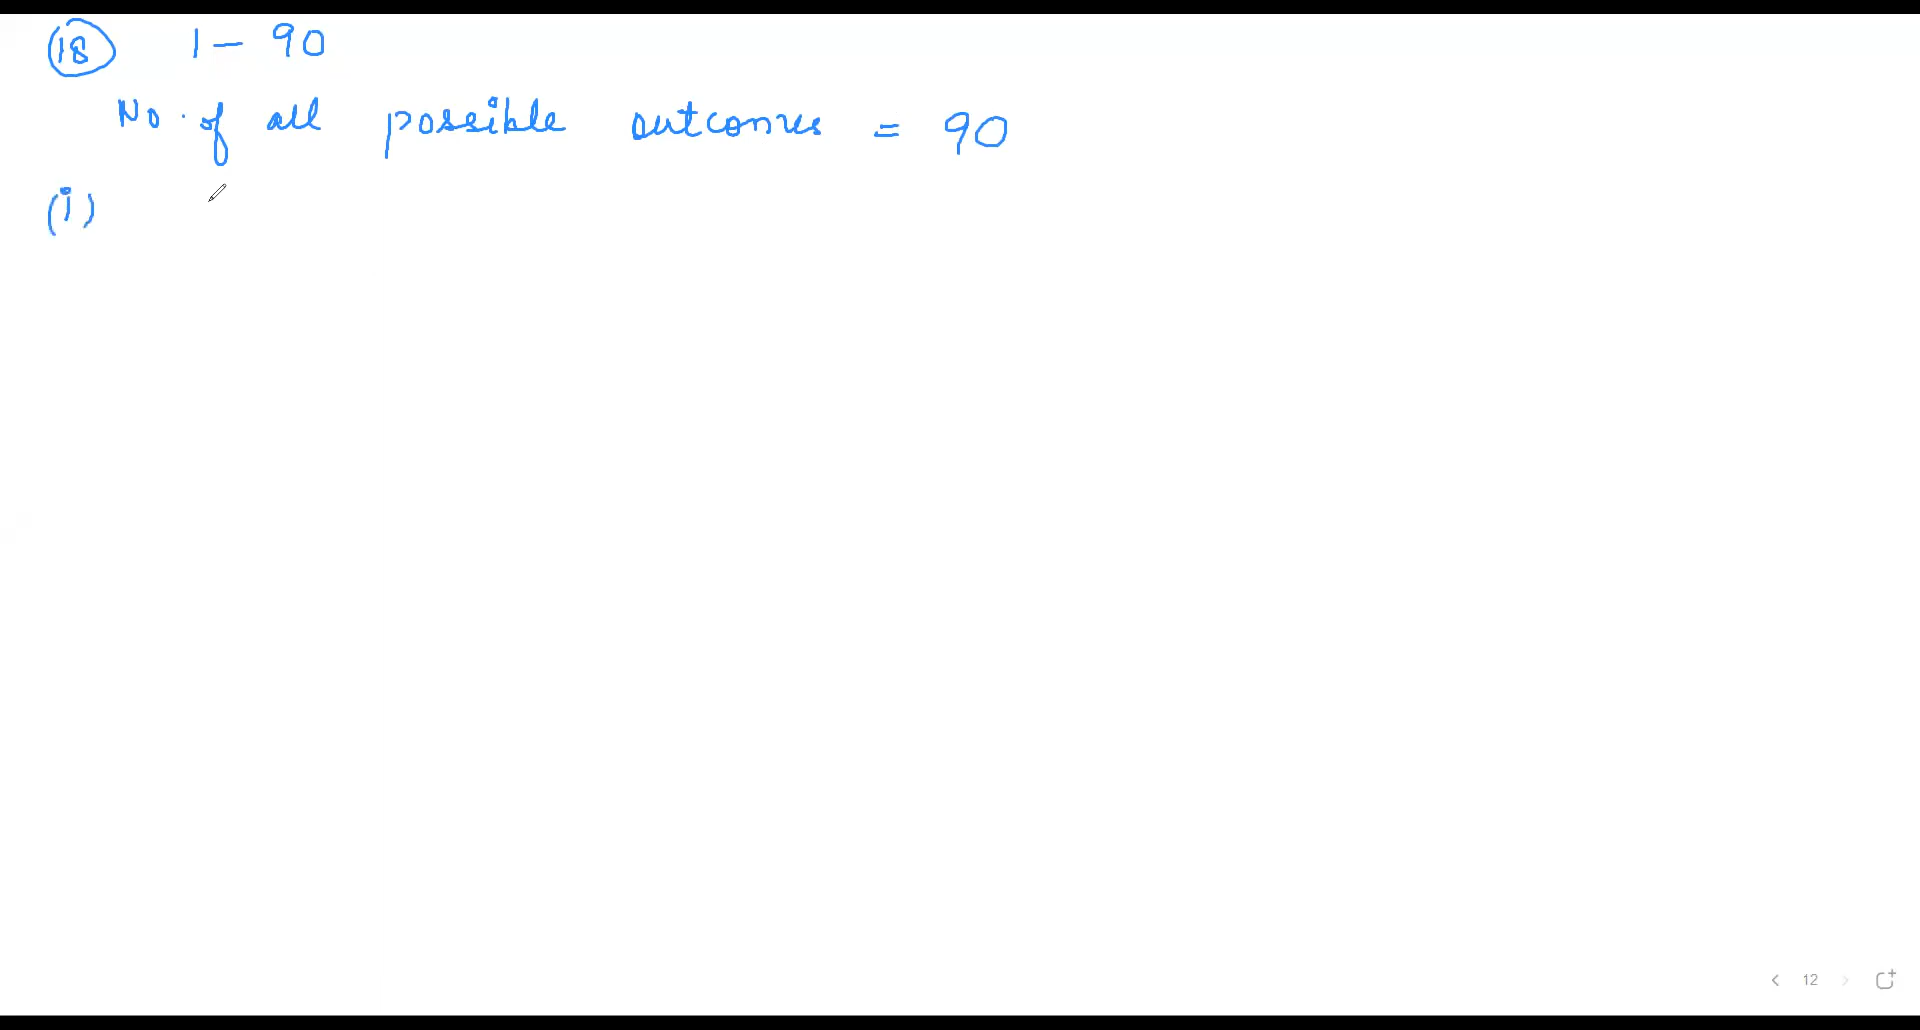 18 1 - 90
No. of all possible outcomes = 90
(i)
12